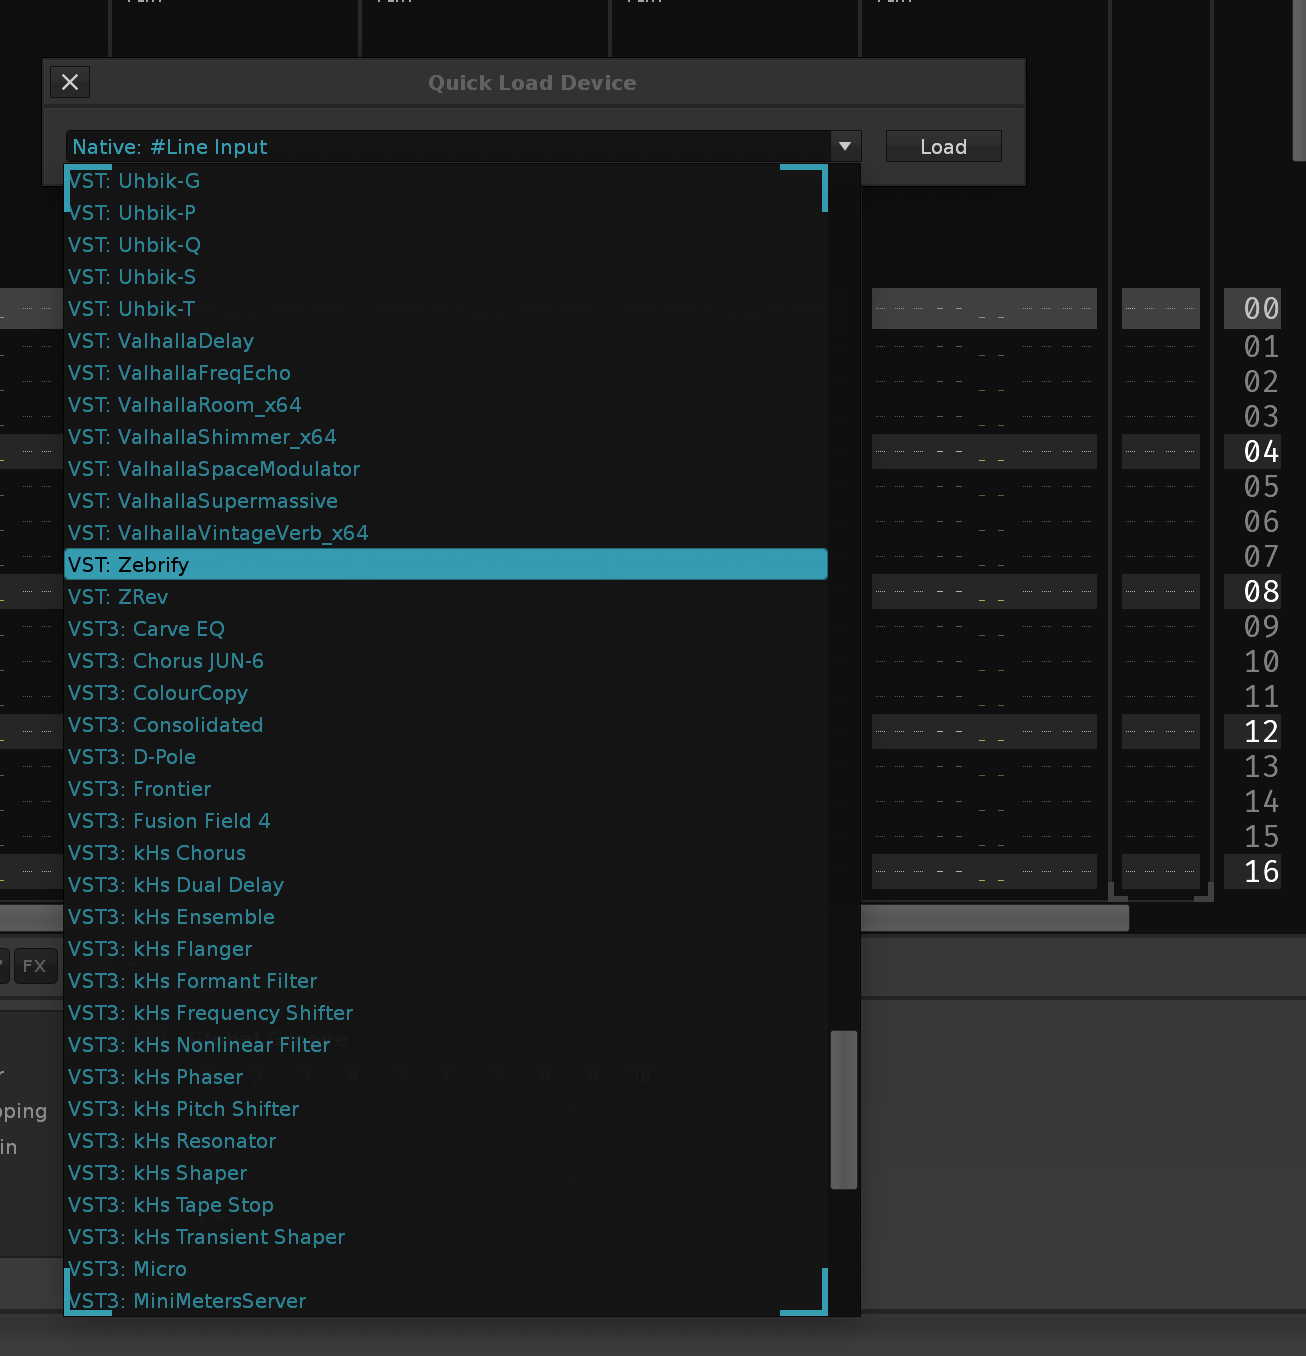 Quick Load Device
Native: #Line Input
Load
VST: Uhbik-G
VST: Uhbik-P
VST: Uhbik-Q
VST: Uhbik-S
VST: Uhbik-T
VST: ValhallaDelay
VST: ValhallaFreqEcho
VST: ValhallaRoom_x64
VST: ValhallaShimmer_x64
VST: ValhallaSpaceModulator
VST: ValhallaSupermassive
VST: ValhallaVintageVerb_x64
VST: Zebrify
VST: ZRev
VST3: Carve EQ
VST3: Chorus JUN-6
VST3: ColourCopy
VST3: Consolidated
VST3: D-Pole
VST3: Frontier
VST3: Fusion Field 4
VST3: kHs Chorus
VST3: kHs Dual Delay
VST3: kHs Ensemble
VST3: kHs Flanger
VST3: kHs Formant Filter
VST3: kHs Frequency Shifter
VST3: kHs Nonlinear Filter
VST3: kHs Phaser
VST3: kHs Pitch Shifter
VST3: kHs Resonator
VST3: kHs Shaper
VST3: kHs Tape Stop
VST3: kHs Transient Shaper
VST3: Micro
VST3: MiniMetersServer
00
01
02
03
04
05
06
07
08
09
10
11
12
13
14
15
16
FX
pping
in